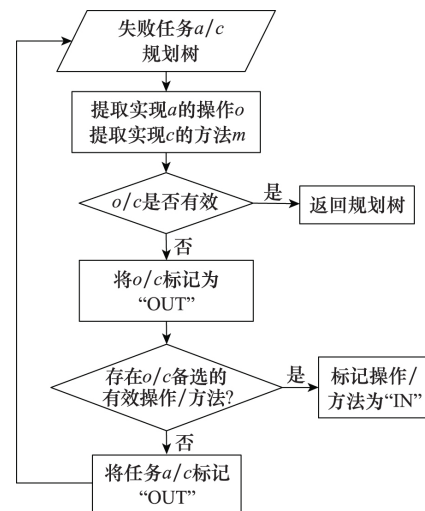 失败任务a/c
规划树
提取实现a的操作o
提取实现c的方法m
o/c是否有效
是
返回规划树
否
将o/c标记为
“OUT”
存在o/c备选的
有效操作/方法?
是
标记操作/
方法为“IN”
否
将任务a/c标记
“OUT”